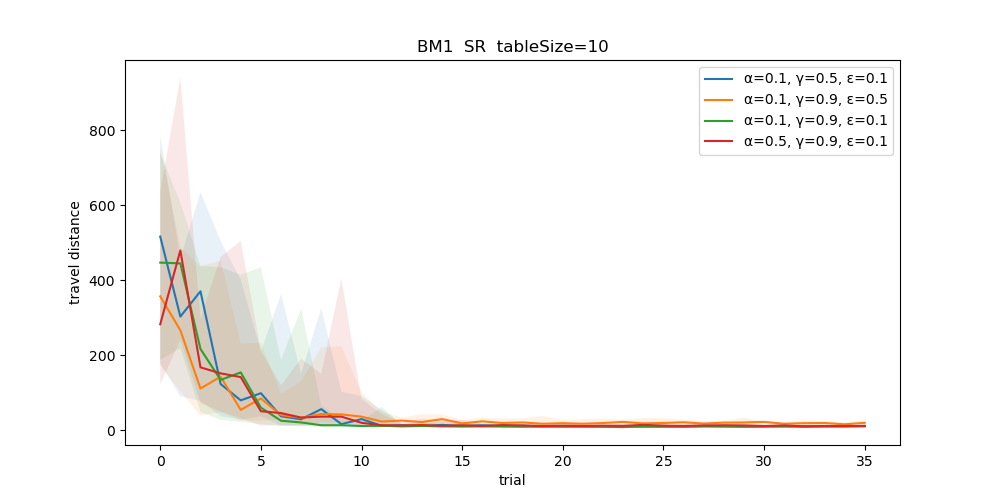 BM1  SR  tableSize=10
α=0.1, γ=0.5, ε=0.1
α=0.1, γ=0.9, ε=0.5
α=0.1, γ=0.9, ε=0.1
α=0.5, γ=0.9, ε=0.1
800
600
400
200
0
travel distance
0 5 10 15 20 25 30 35
trial